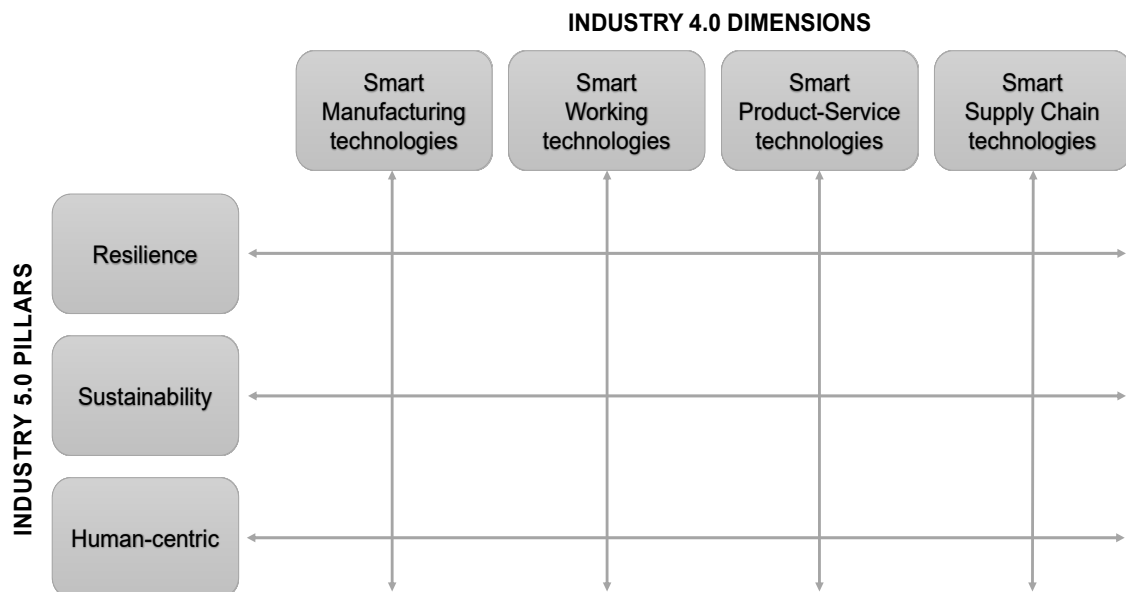 INDUSTRY 4.0 DIMENSIONS
Smart
Manufacturing
technologies
Smart
Working
technologies
Smart
Product-Service
technologies
Smart
Supply Chain
technologies
INDUSTRY 5.0 PILLARS
Resilience
Sustainability
Human-centric